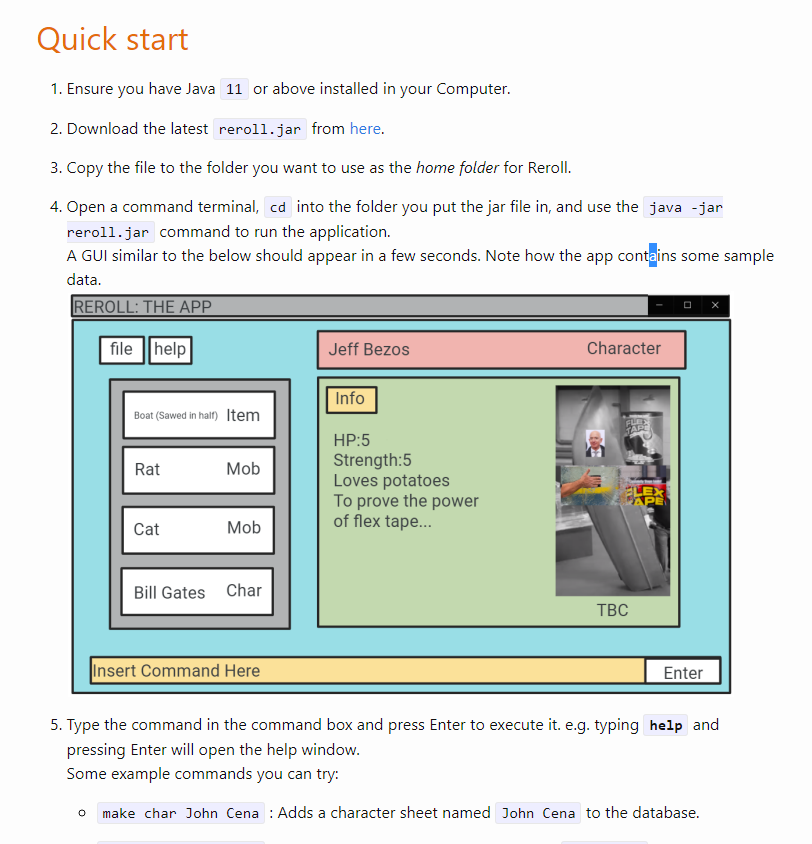 Quick start
1. Ensure you have Java 11 or above installed in your Computer.
2. Download the latest reroll.jar from here.
3. Copy the file to the folder you want to use as the home folder for Reroll.
4. Open a command terminal, cd into the folder you put the jar file in, and use the java -jar
reroll.jar command to run the application.
A GUI similar to the below should appear in a few seconds. Note how the app contains some sample
data.
REROLL: THE APP
file help
Jeff Bezos Character
Boat (Sawed in half) Item
Rat Mob
Cat Mob
Bill Gates Char
Info
HP:5
Strength:5
Loves potatoes
To prove the power
of flex tape...
FLEX
TAPE
FLEX
TAPE
TBC
Insert Command Here Enter
5. Type the command in the command box and press Enter to execute it. e.g. typing help and
pressing Enter will open the help window.
Some example commands you can try:
make char John Cena : Adds a character sheet named John Cena to the database.